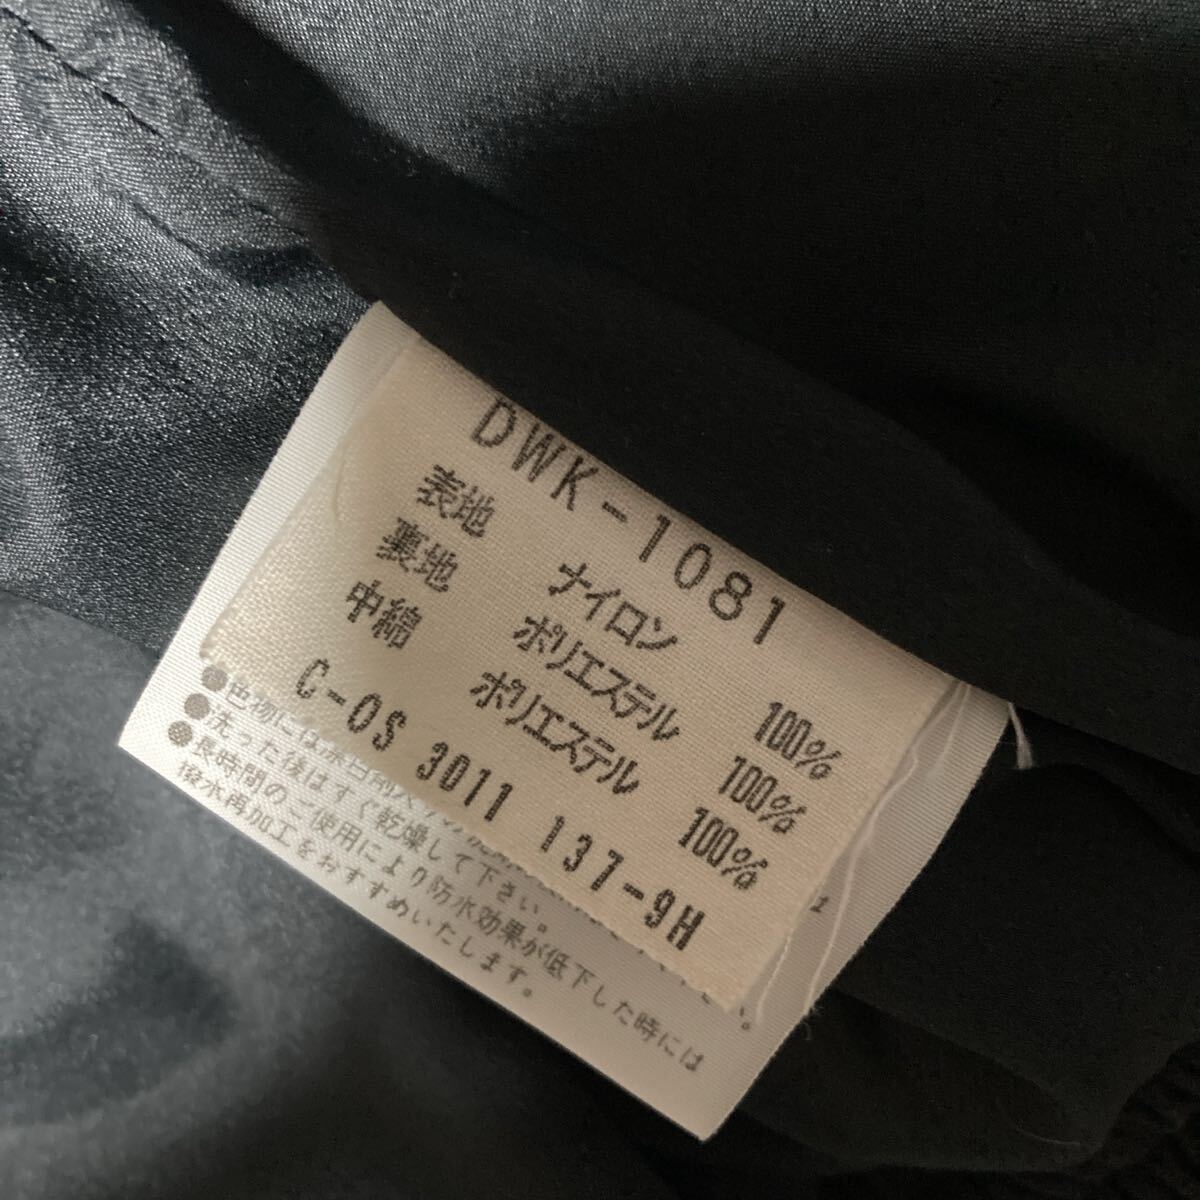 DWK-1081
表地 ナイロン 100%
裏地 ポリエステル 100%
中綿 ポリエステル 100%
C-OS 3011 137-9H
●色物には
●洗った後はすぐ乾燥して下さい。
●長時間のご使用により防水効果が低下した時には
撥水再加工をおすすめいたします。